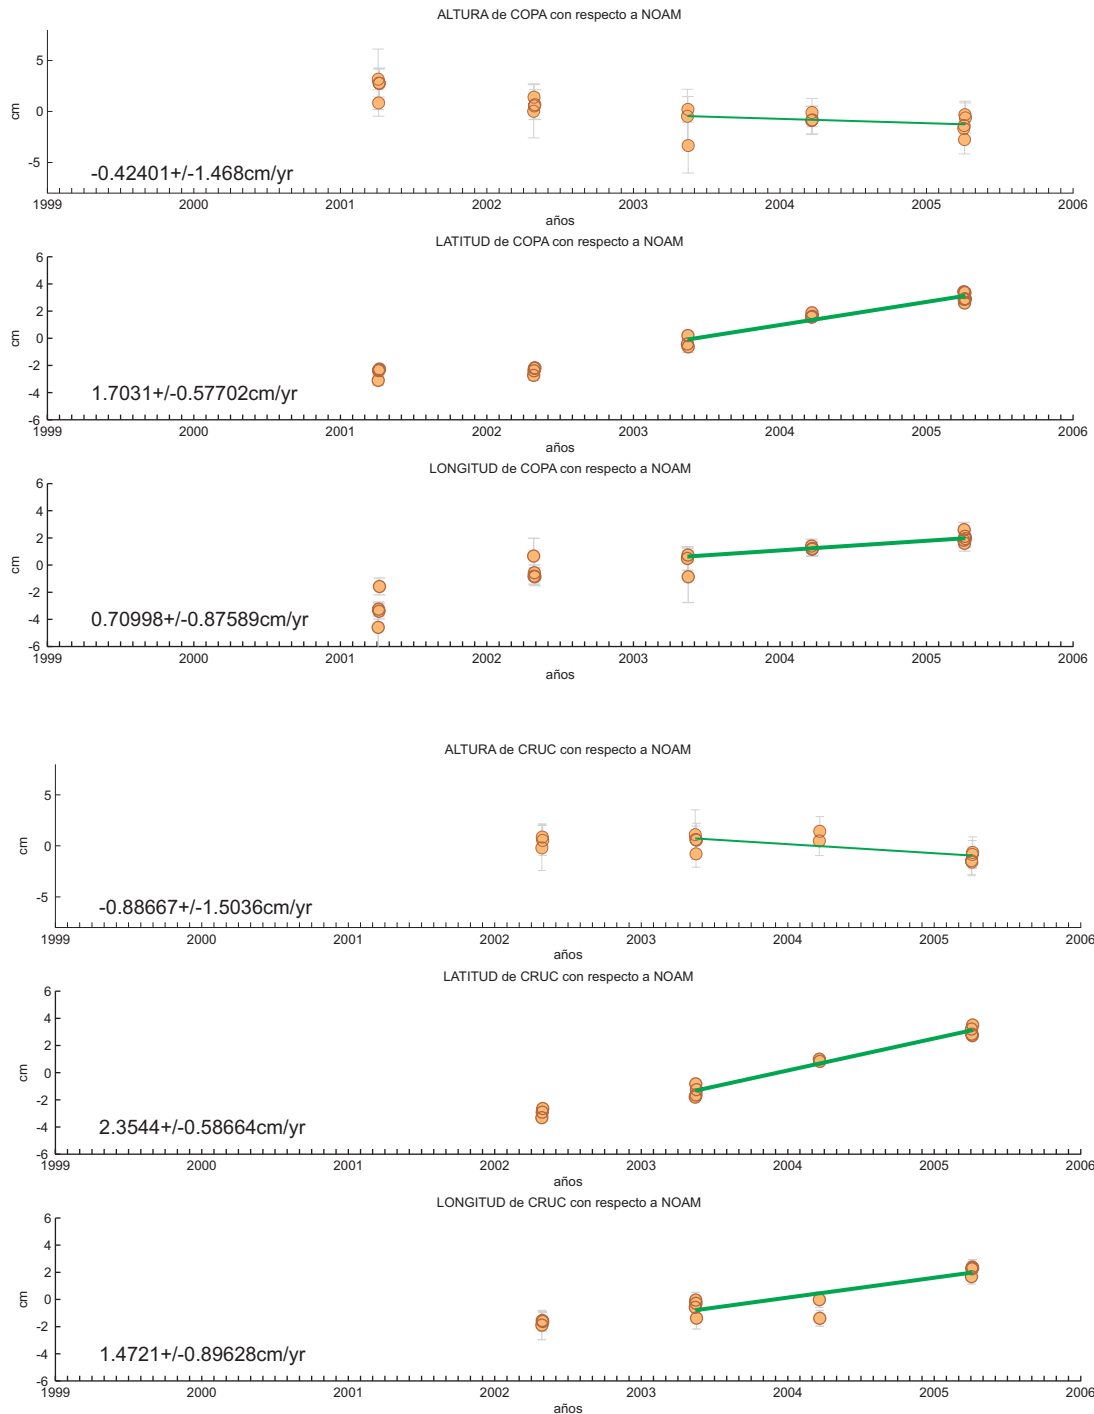 ALTURA de COPA con respecto a NOAM
5
0
-5
cm
-0.42401+/-1.468cm/yr
1999 2000 2001 2002 2003 2004 2005 2006
años
LATITUD de COPA con respecto a NOAM
6
4
2
0
-2
-4
-6
cm
1.7031+/-0.57702cm/yr
1999 2000 2001 2002 2003 2004 2005 2006
años
LONGITUD de COPA con respecto a NOAM
6
4
2
0
-2
-4
-6
cm
0.70998+/-0.87589cm/yr
1999 2000 2001 2002 2003 2004 2005 2006
años
ALTURA de CRUC con respecto a NOAM
5
0
-5
cm
-0.88667+/-1.5036cm/yr
1999 2000 2001 2002 2003 2004 2005 2006
años
LATITUD de CRUC con respecto a NOAM
6
4
2
0
-2
-4
-6
cm
2.3544+/-0.58664cm/yr
1999 2000 2001 2002 2003 2004 2005 2006
años
LONGITUD de CRUC con respecto a NOAM
6
4
2
0
-2
-4
-6
cm
1.4721+/-0.89628cm/yr
1999 2000 2001 2002 2003 2004 2005 2006
años